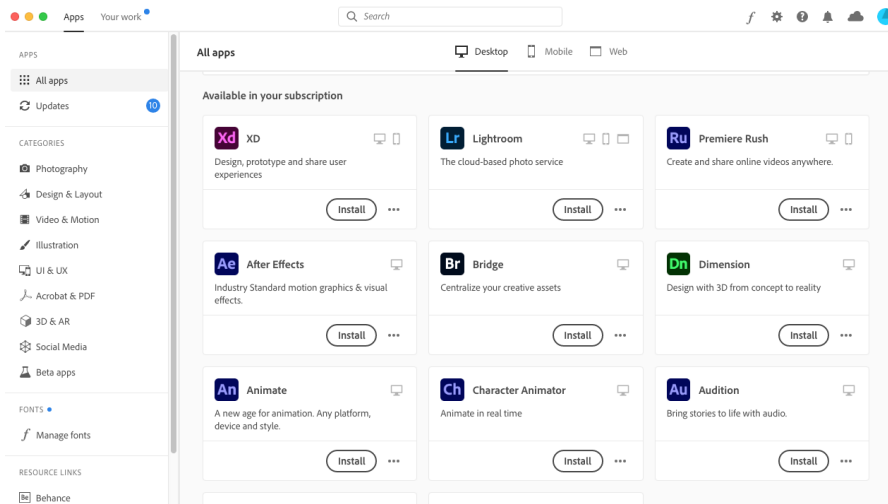 Apps Your work Search
APPS
All apps
Updates 10
CATEGORIES
Photography
Design & Layout
Video & Motion
Illustration
UI & UX
Acrobat & PDF
3D & AR
Social Media
Beta apps
FONTS
Manage fonts
RESOURCE LINKS
Be Behance
All apps Desktop Mobile Web
Available in your subscription
Xd XD
Design, prototype and share user
experiences
Install
Lr Lightroom
The cloud-based photo service
Install
Ru Premiere Rush
Create and share online videos anywhere.
Install
Ae After Effects
Industry Standard motion graphics & visual
effects.
Install
Br Bridge
Centralize your creative assets
Install
Dn Dimension
Design with 3D from concept to reality
Install
An Animate
A new age for animation. Any platform,
device and style.
Install
Ch Character Animator
Animate in real time
Install
Au Audition
Bring stories to life with audio.
Install